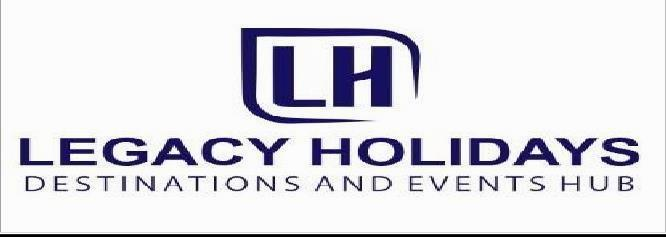 LH
LEGACY HOLIDAYS
DESTINATIONS AND EVENTS HUB